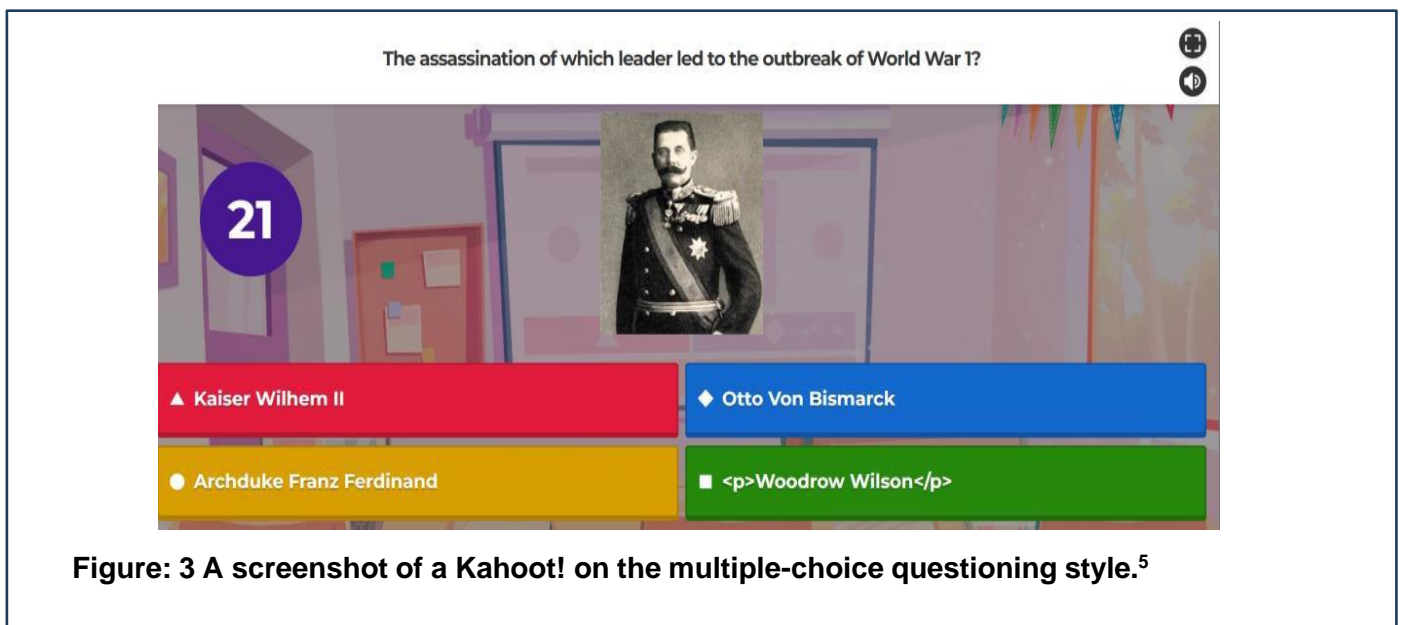 The assassination of which leader led to the outbreak of World War 1?
21
Kaiser Wilhem II
Otto Von Bismarck
Archduke Franz Ferdinand
<p>Woodrow Wilson</p>
Figure: 3 A screenshot of a Kahoot! on the multiple-choice questioning style.5